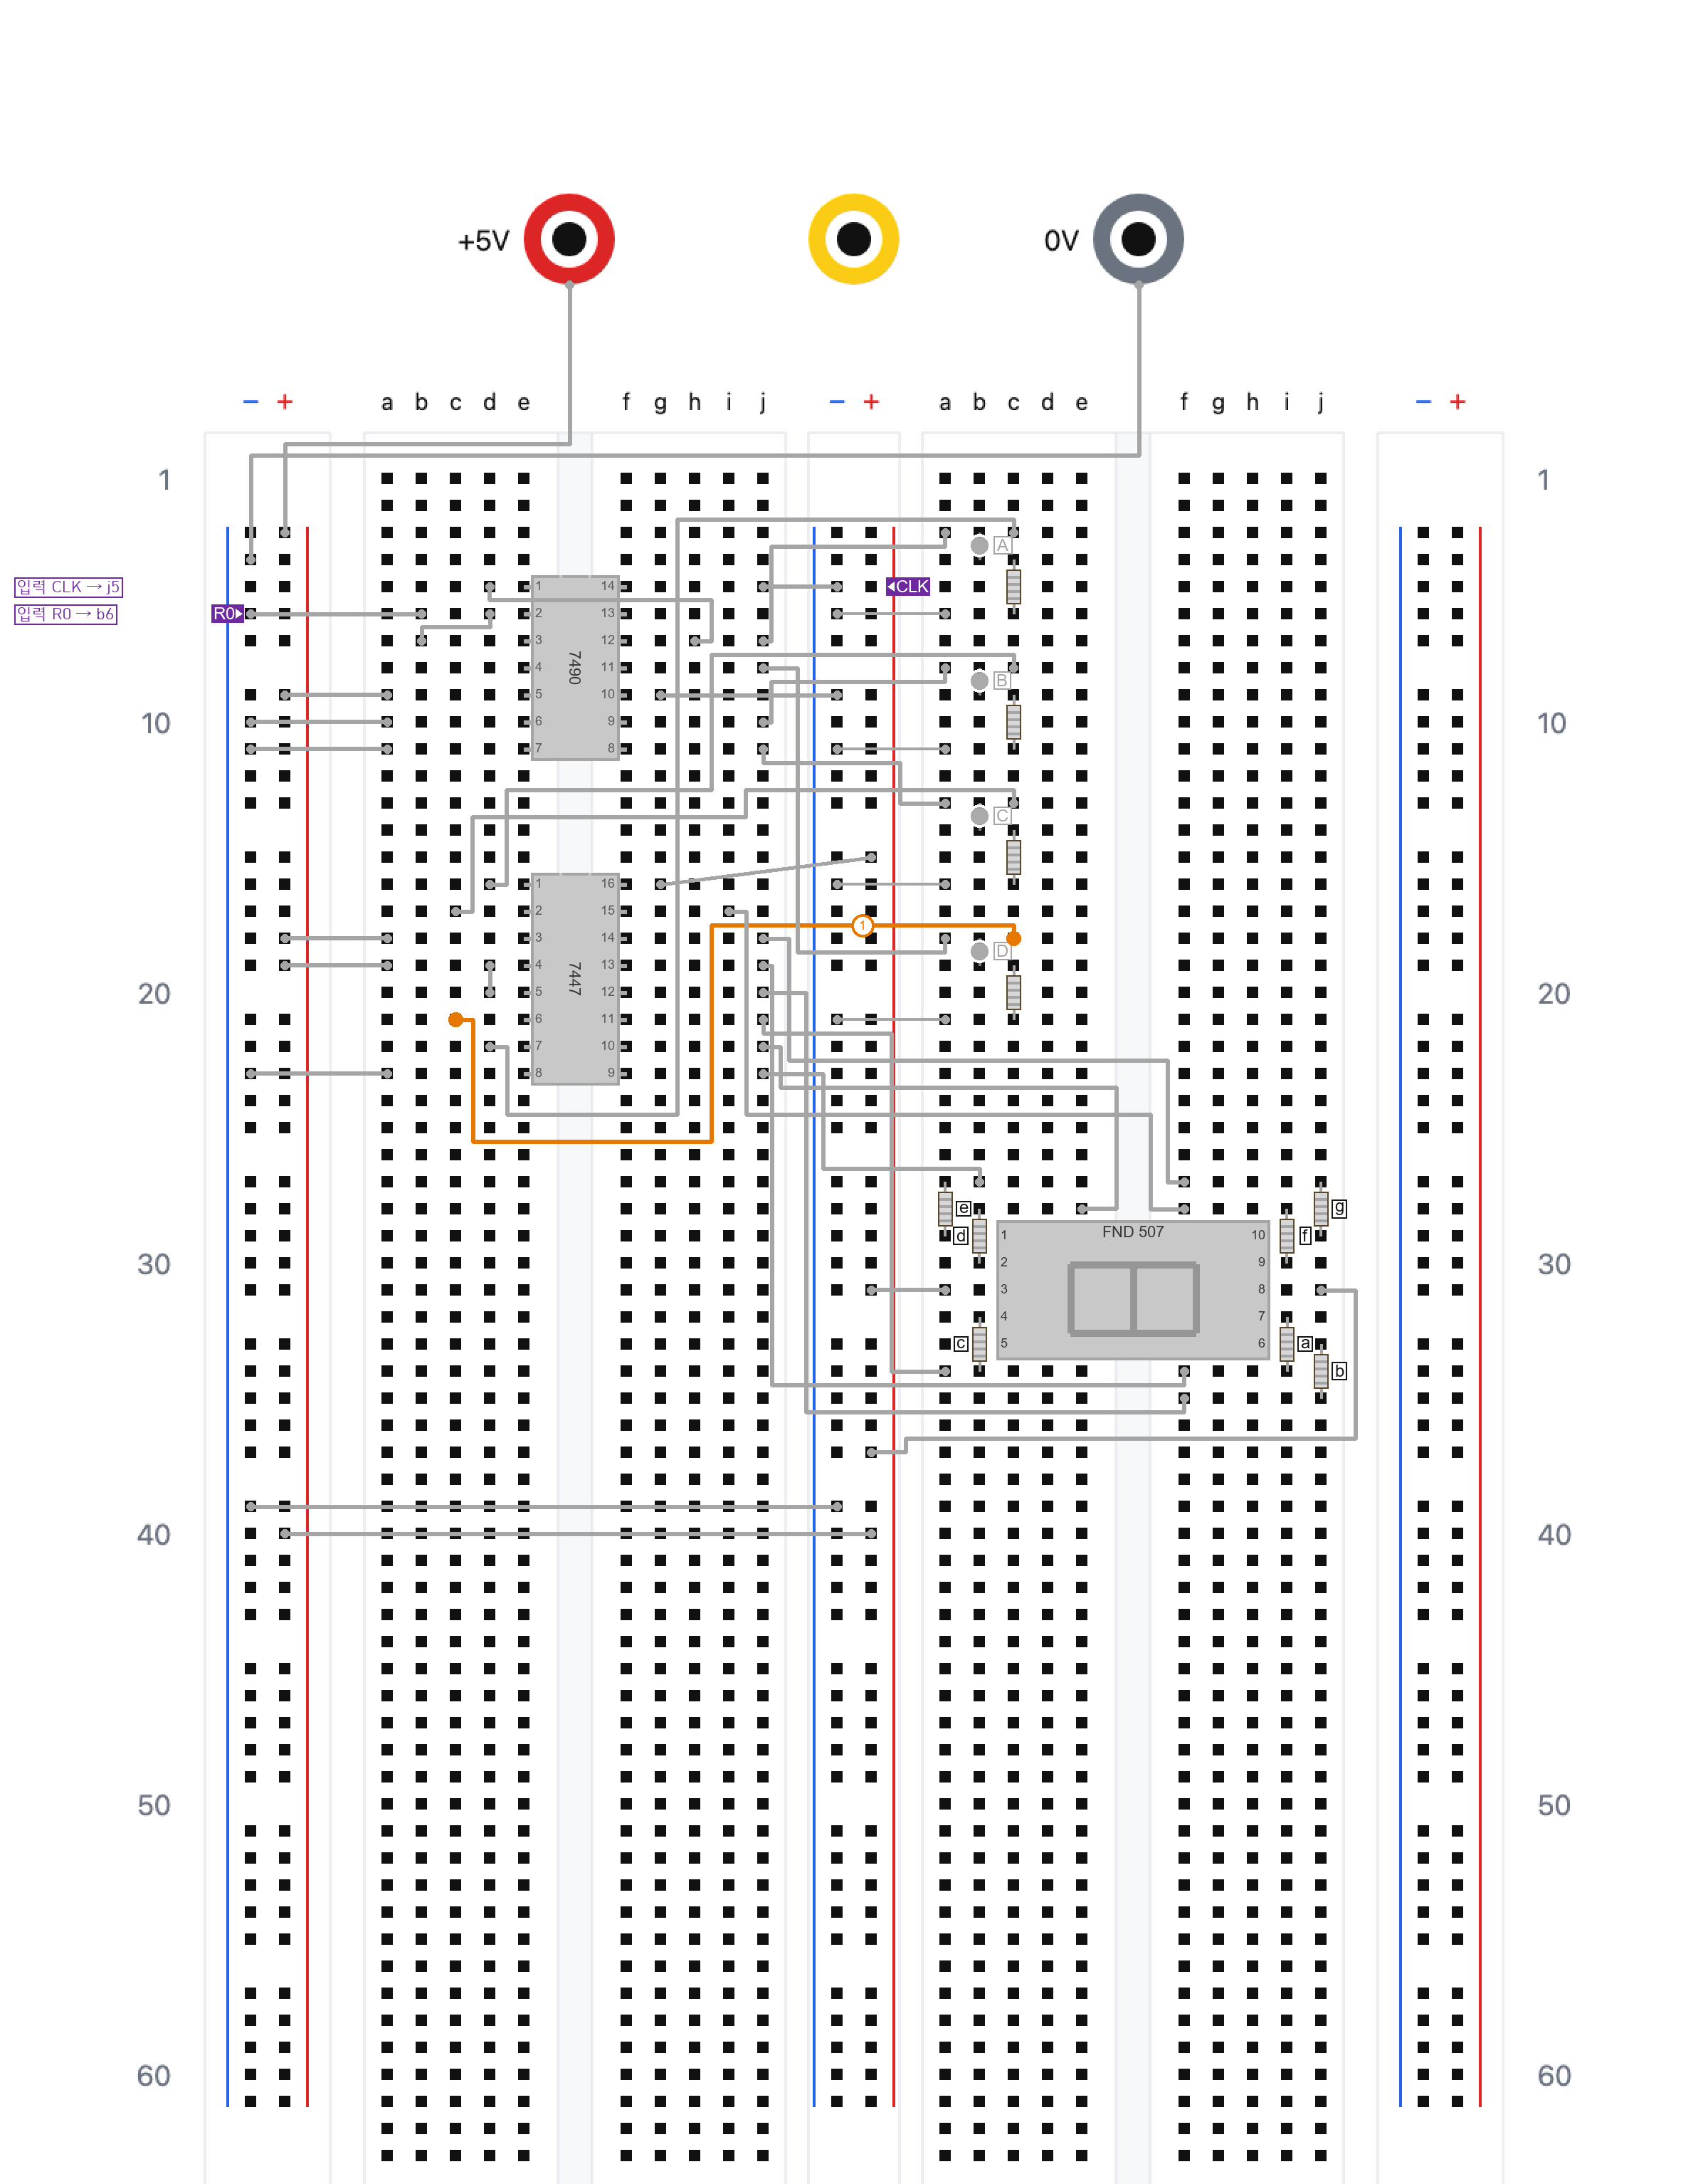 +5V 0V
− + a b c d e f g h i j − + a b c d e f g h i j − +
1 1
A
입력 CLK → j5 1 14 CLK
입력 R0 → b6 R0 2 13
3 12
7490
4 11
B
5 10
10 6 9 10
7 8
C
1 16
2 15
1
3 14
D
7447
4 13
20 5 12 20
6 11
7 10
8 9
e g
d 1 FND 507 10 f
30 2 9 30
3 8
4 7
c 5 6 a
b
40 40
50 50
60 60